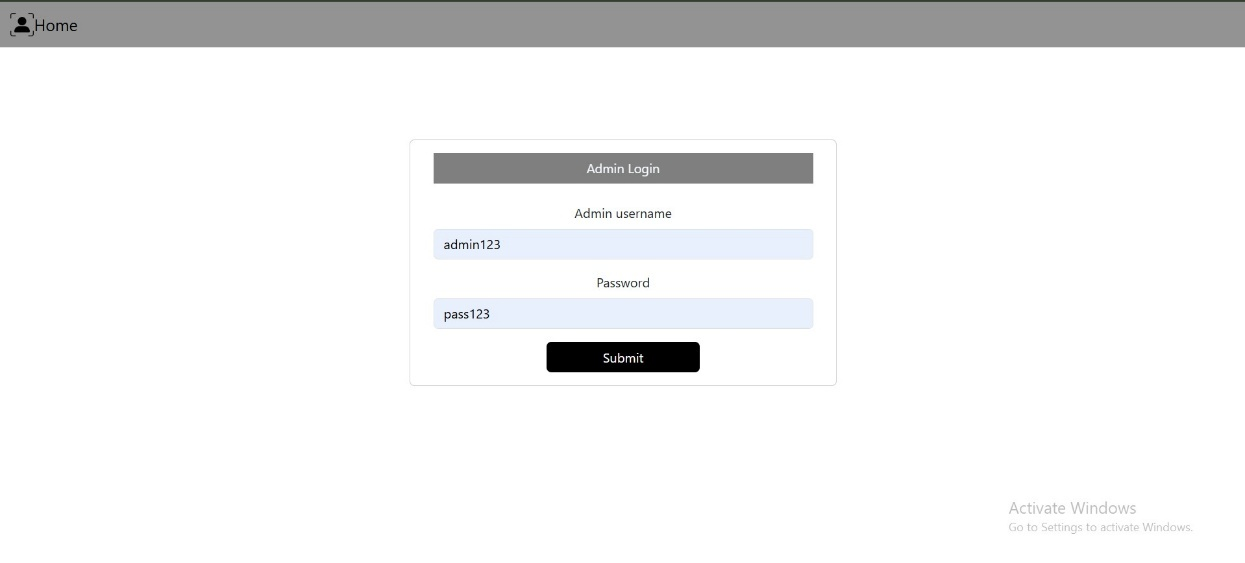 Home
Admin Login
Admin username
admin123
Password
pass123
Submit
Activate Windows
Go to Settings to activate Windows.